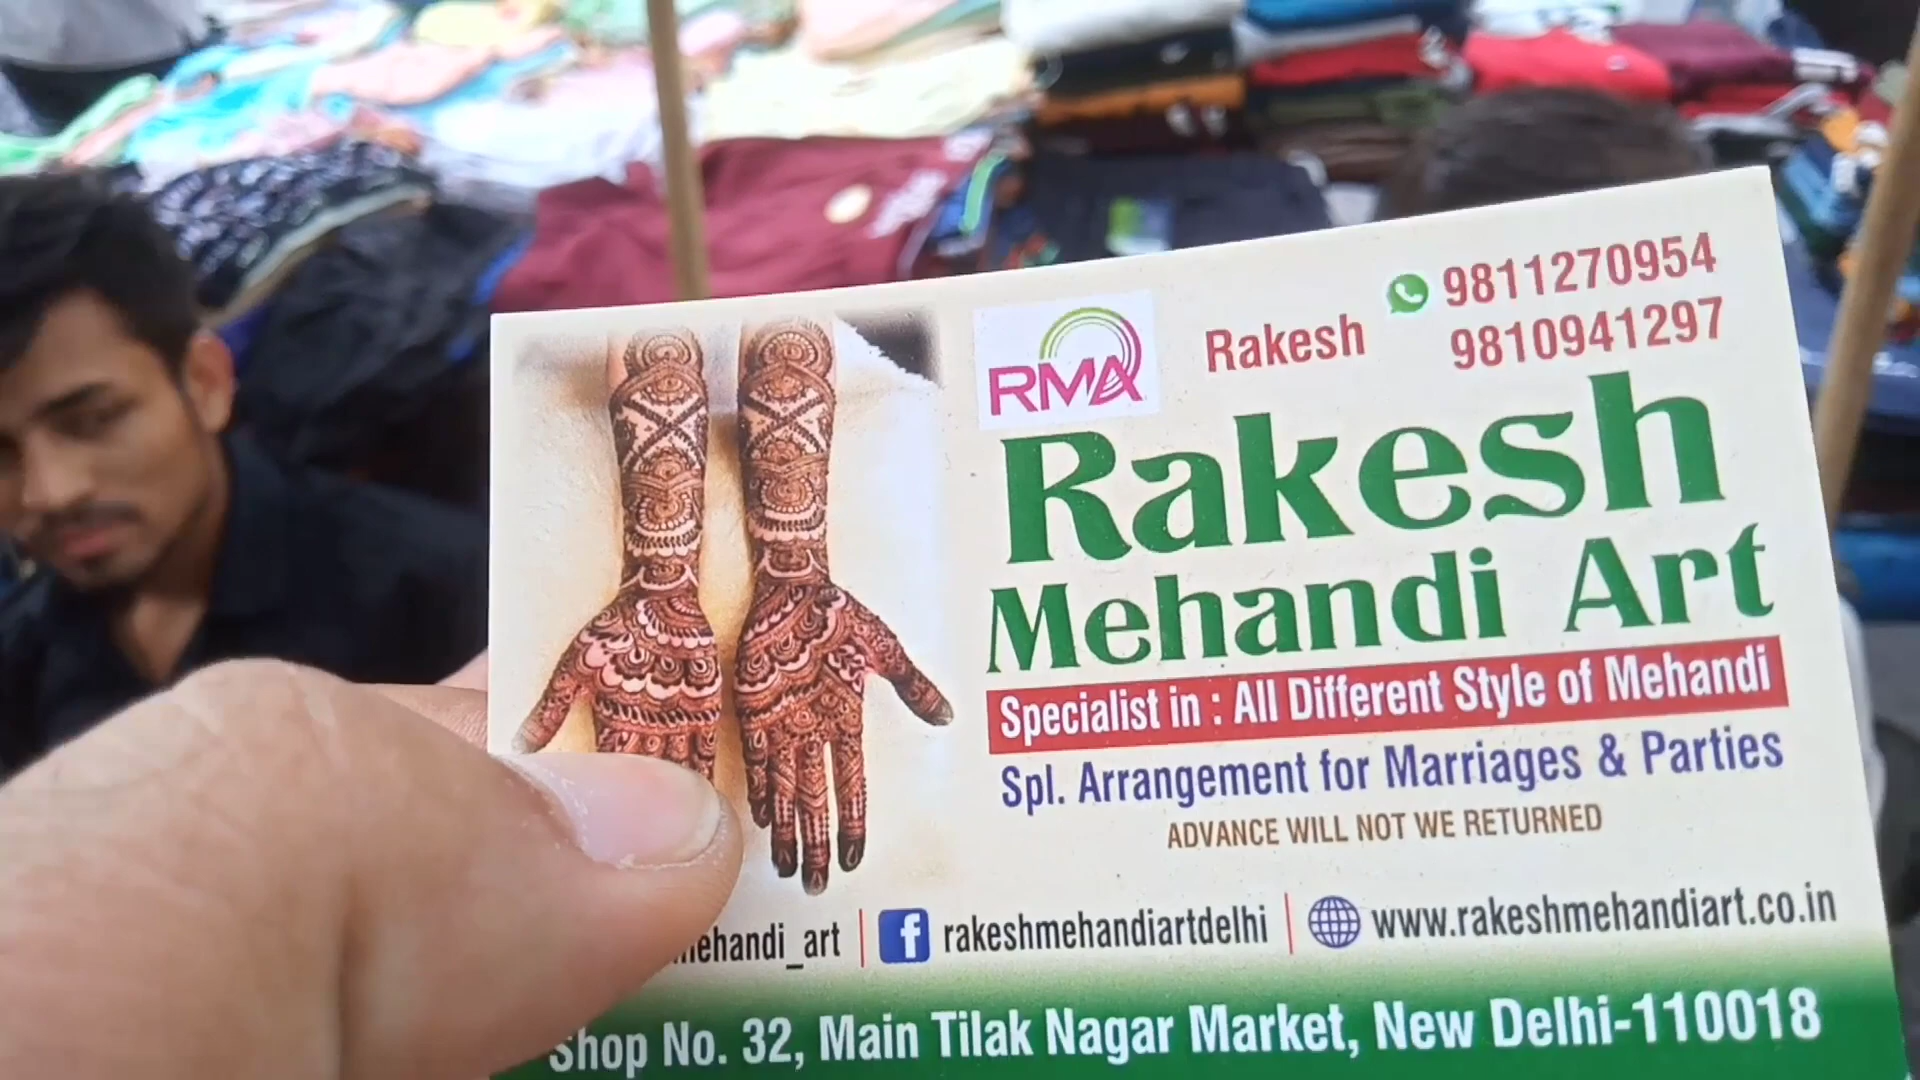 RMA
Rakesh
9811270954
9810941297
Rakesh
Mehandi Art
Specialist in : All Different Style of Mehandi
Spl. Arrangement for Marriages & Parties
ADVANCE WILL NOT WE RETURNED
rakeshmehandiartdelhi
www.rakeshmehandiart.co.in
Shop No. 32, Main Tilak Nagar Market, New Delhi-110018